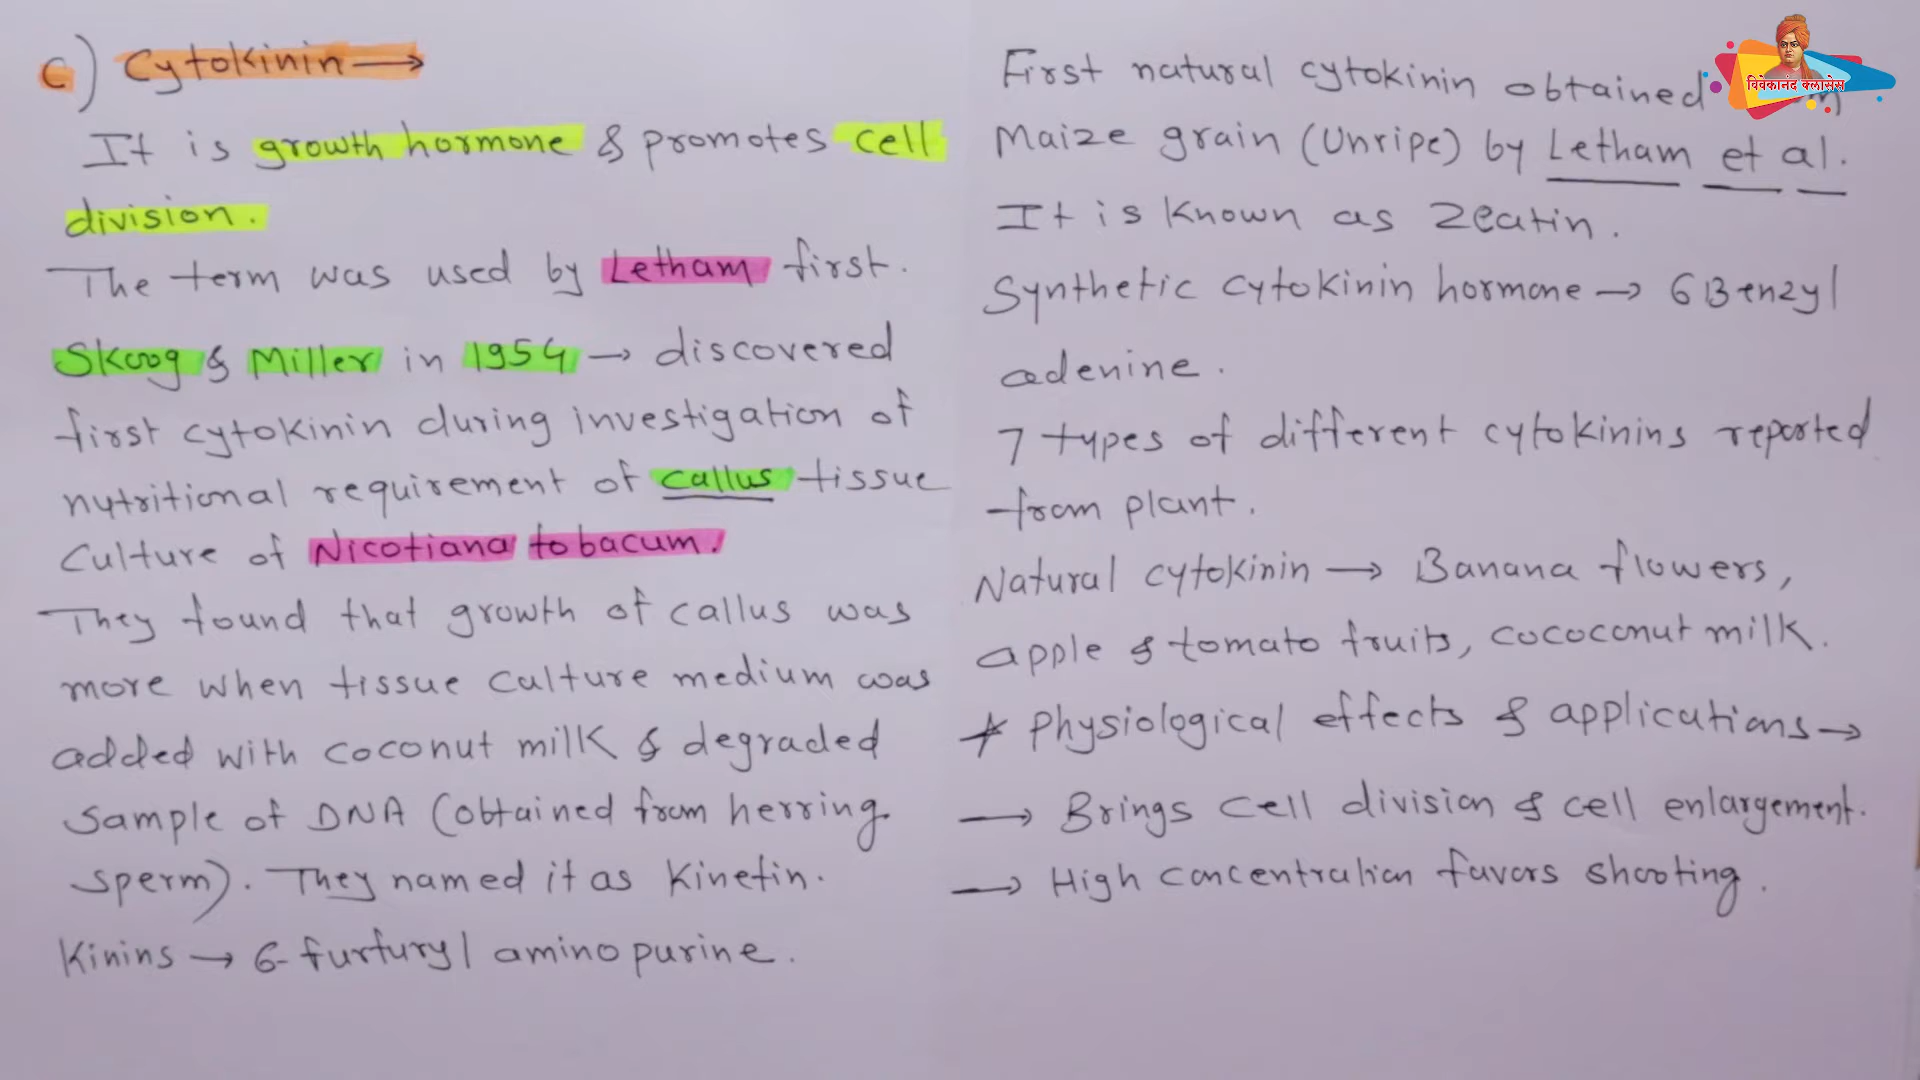 c) Cytokinin →
It is growth hormone & promotes cell
division.
The term was used by Letham first.
Skoog & Miller in 1954 → discovered
first cytokinin during investigation of
nutritional requirement of callus tissue
Culture of Nicotiana tobacum.
They found that growth of callus was
more when tissue culture medium was
added with coconut milk & degraded
sample of DNA (obtained from herring
sperm). They named it as Kinetin.
Kinins → 6-furfuryl amino purine.
First natural cytokinin obtained
Maize grain (Unripe) by Letham et al.
It is known as Zeatin.
Synthetic cytokinin hormone → 6 Benzyl
adenine.
7 types of different cytokinins reported
from plant.
Natural cytokinin → Banana flowers,
apple & tomato fruits, cococonut milk.
* Physiological effects & applications →
→ Brings cell division & cell enlargement.
→ High concentration favors shooting.
विवेकानंद क्लासेस